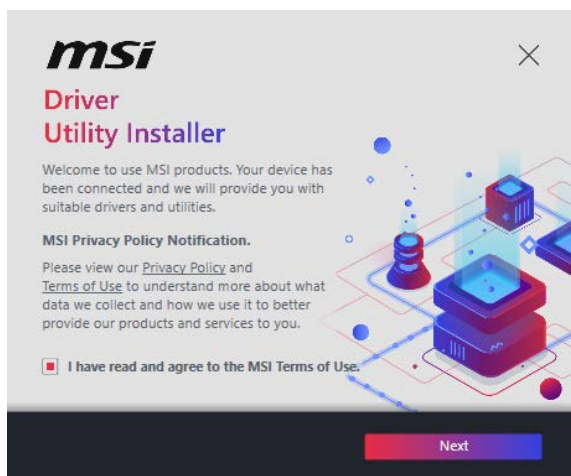 msi
Driver
Utility Installer
Welcome to use MSI products. Your device has
been connected and we will provide you with
suitable drivers and utilities.
MSI Privacy Policy Notification.
Please view our Privacy Policy and
Terms of Use to understand more about what
data we collect and how we use it to better
provide our products and services to you.
I have read and agree to the MSI Terms of Use.
Next